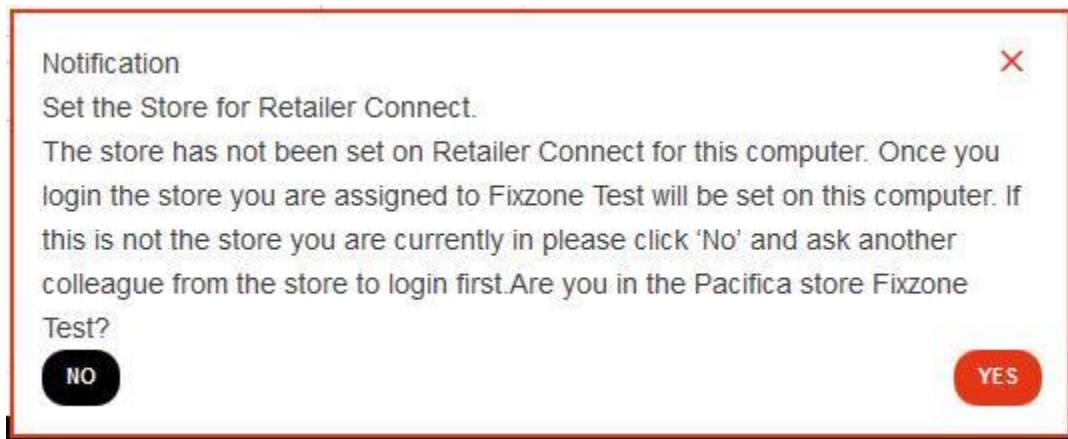 Notification
Set the Store for Retailer Connect.
The store has not been set on Retailer Connect for this computer. Once you
login the store you are assigned to Fixzone Test will be set on this computer. If
this is not the store you are currently in please click ‘No’ and ask another
colleague from the store to login first.Are you in the Pacifica store Fixzone
Test?
NO
YES